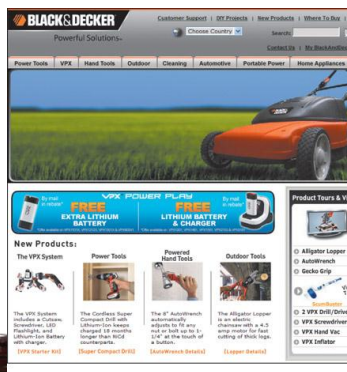 BLACK&DECKER
Powerful Solutions™
Customer Support | DIY Projects | New Products | Where To Buy |
Choose Country
Search:
Contact Us | My BlackAndDec
Power Tools VPX Hand Tools Outdoor Cleaning Automotive Portable Power Home Appliances
By mail in rebate*
VPX POWER PLAY
FREE
EXTRA LITHIUM
BATTERY
FREE
LITHIUM BATTERY
& CHARGER
By mail in rebate*
Product Tours & V
New Products:
The VPX System
Power Tools
Powered
Hand Tools
Outdoor Tools
The VPX System
includes a Cutsaw,
Screwdriver, LED
Flashlight, and
Lithium-Ion Battery
with charger.
[VPX Starter Kit]
The Cordless Super
Compact Drill with
Lithium-Ion keeps
charged 18 months
longer than NiCd
counterparts.
[Super Compact Drill]
The 8" AutoWrench
automatically
adjusts to fit any
nut or bolt up to 1-
1/4" at the touch of
a button.
[AutoWrench Details]
The Alligator
Lopper is an
electric
chainsaw with a 4.5
amp motor for fast
cutting of thick logs.
[Lopper Details]
Alligator Lopper
AutoWrench
Gecko Grip
ScumBuster
2 VPX Drill/Drive
VPX Screwdriver
VPX Hand Vac
VPX Inflator